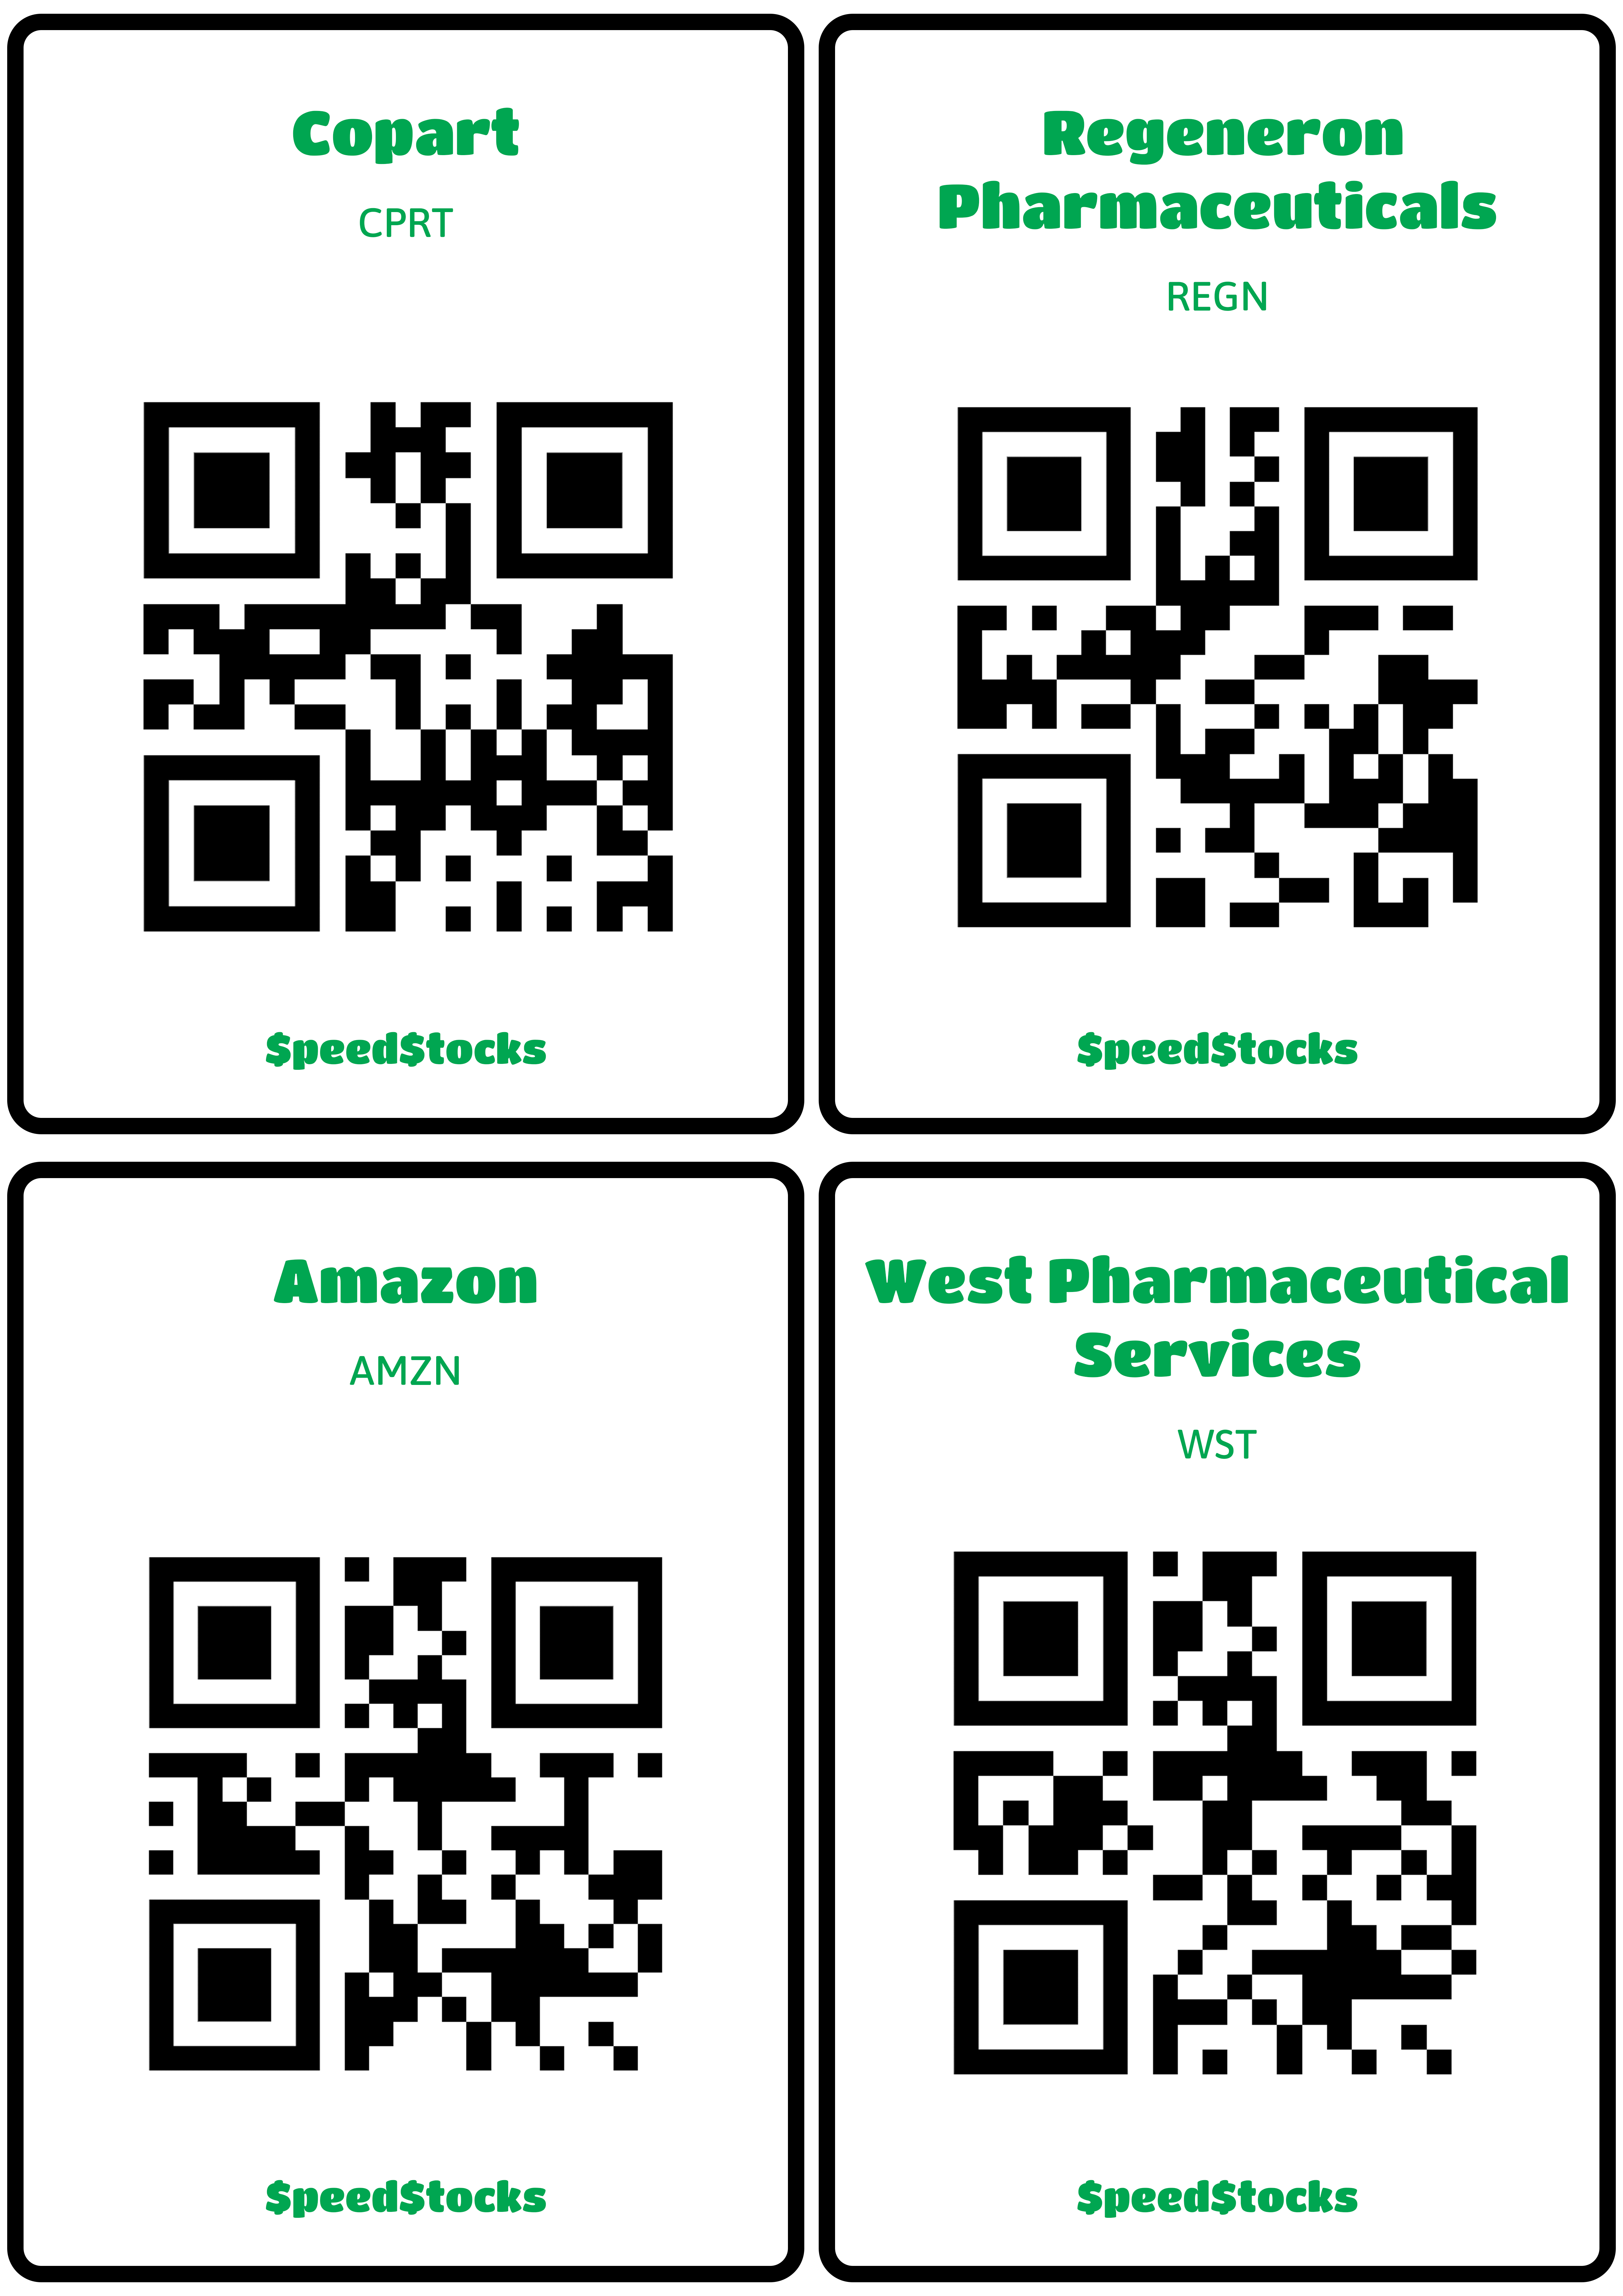 Copart
CPRT
$peed$tocks
Regeneron
Pharmaceuticals
REGN
$peed$tocks
Amazon
AMZN
$peed$tocks
West Pharmaceutical
Services
WST
$peed$tocks